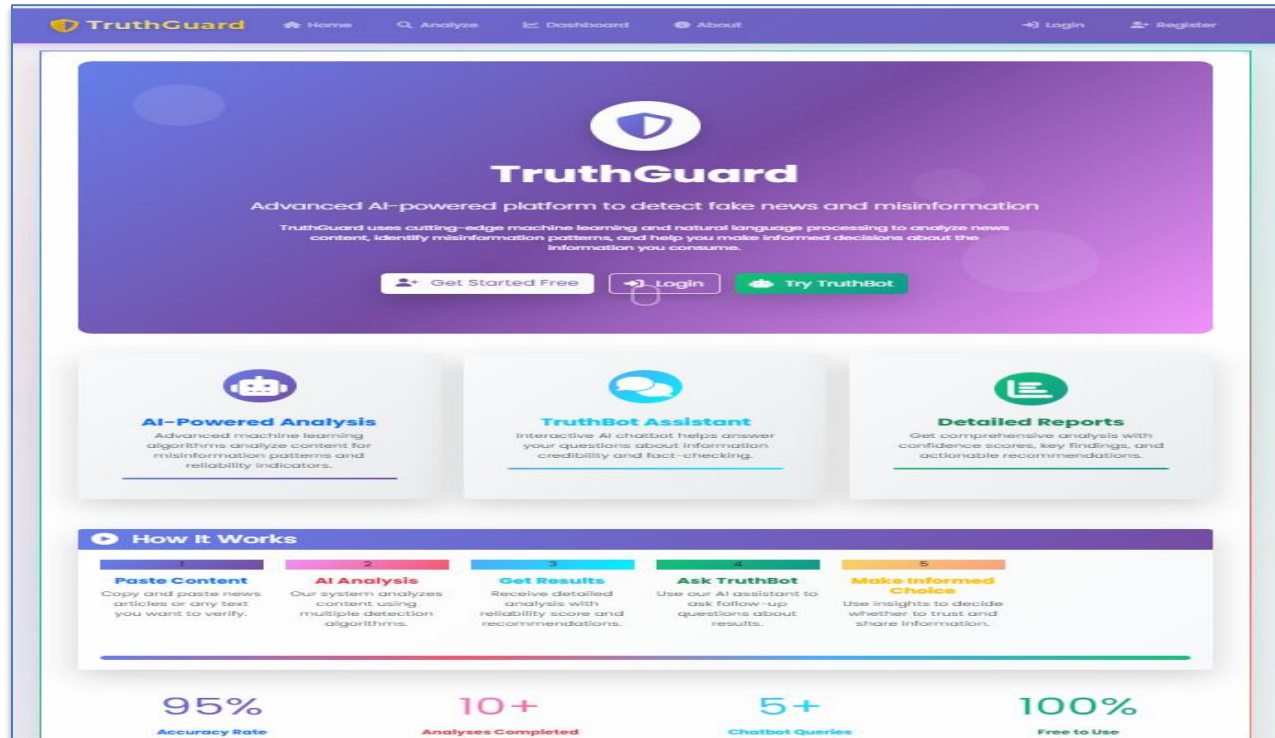 TruthGuard Home Analyze Dashboard About Login Register
TruthGuard
Advanced AI-powered platform to detect fake news and misinformation
TruthGuard uses cutting-edge machine learning and natural language processing to analyze news
content, identify misinformation patterns, and help you make informed decisions about the
information you consume.
Get Started Free Login Try TruthBot
AI-Powered Analysis
Advanced machine learning
algorithms analyze content for
misinformation patterns and
reliability indicators.
TruthBot Assistant
Interactive AI chatbot helps answer
your questions about information
credibility and fact-checking.
Detailed Reports
Get comprehensive analysis with
confidence scores, key findings, and
actionable recommendations.
How It Works
1
Paste Content
Copy and paste news
articles or any text
you want to verify.
2
AI Analysis
Our system analyzes
content using
multiple detection
algorithms.
3
Get Results
Receive detailed
analysis with
reliability score and
recommendations.
4
Ask TruthBot
Use our AI assistant to
ask follow-up
questions about
results.
5
Make Informed
Choice
Use insights to decide
whether to trust and
share information.
95%
Accuracy Rate
10+
Analyses Completed
5+
Chatbot Queries
100%
Free to Use